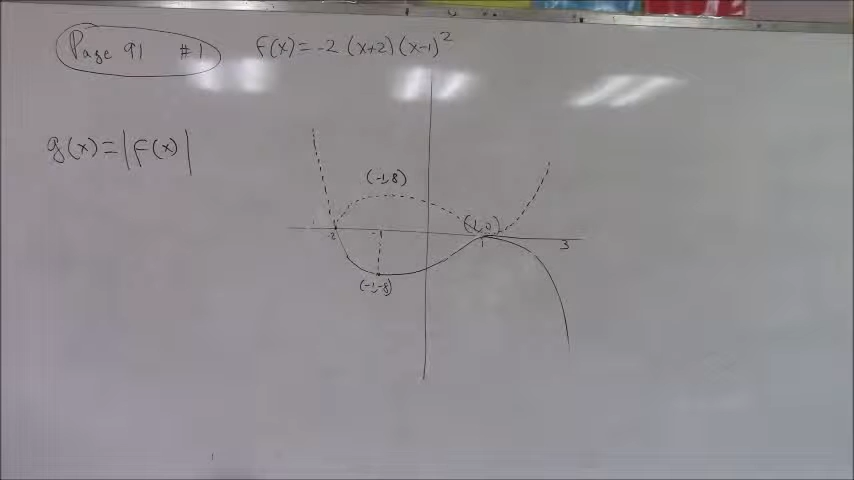 Page 91 #1 f(x)=-2(x+2)(x-1)²
g(x)=|f(x)|
(-1,8)
(1,0)
-2 -1 1 3
(-1,-8)